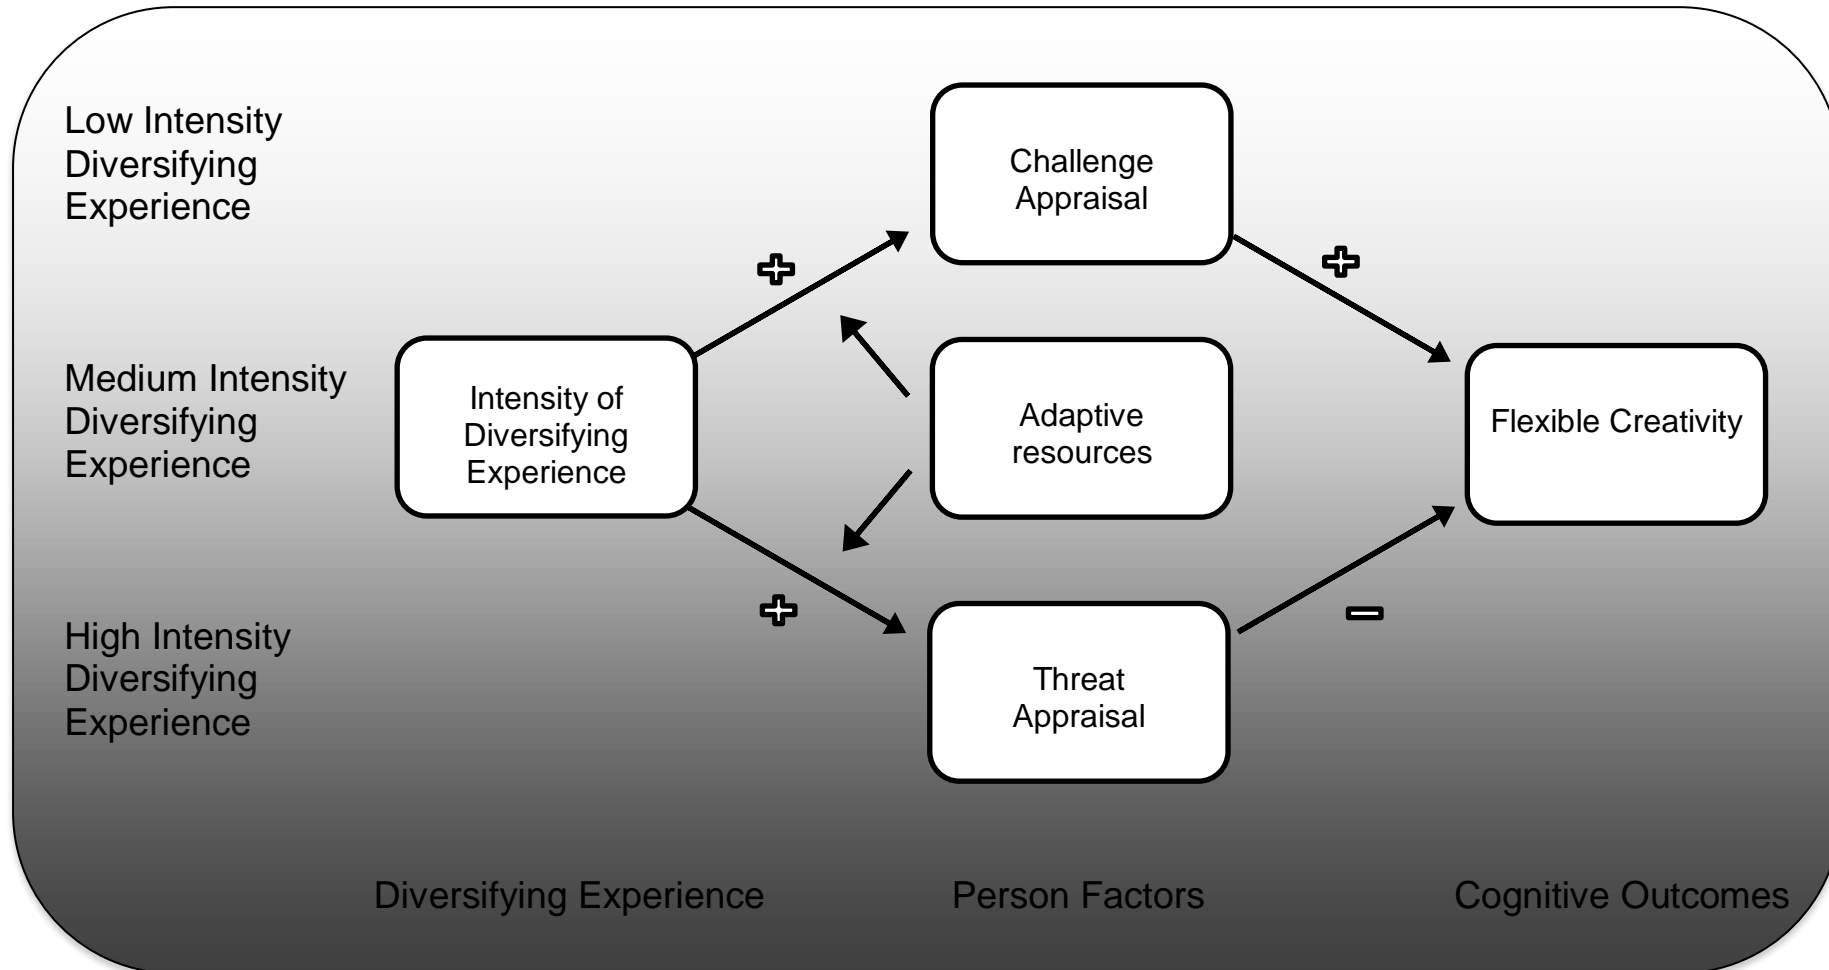 Low Intensity
Diversifying
Experience
Medium Intensity
Diversifying
Experience
High Intensity
Diversifying
Experience
Intensity of
Diversifying
Experience
Challenge
Appraisal
Adaptive
resources
Threat
Appraisal
Flexible Creativity
Diversifying Experience
Person Factors
Cognitive Outcomes